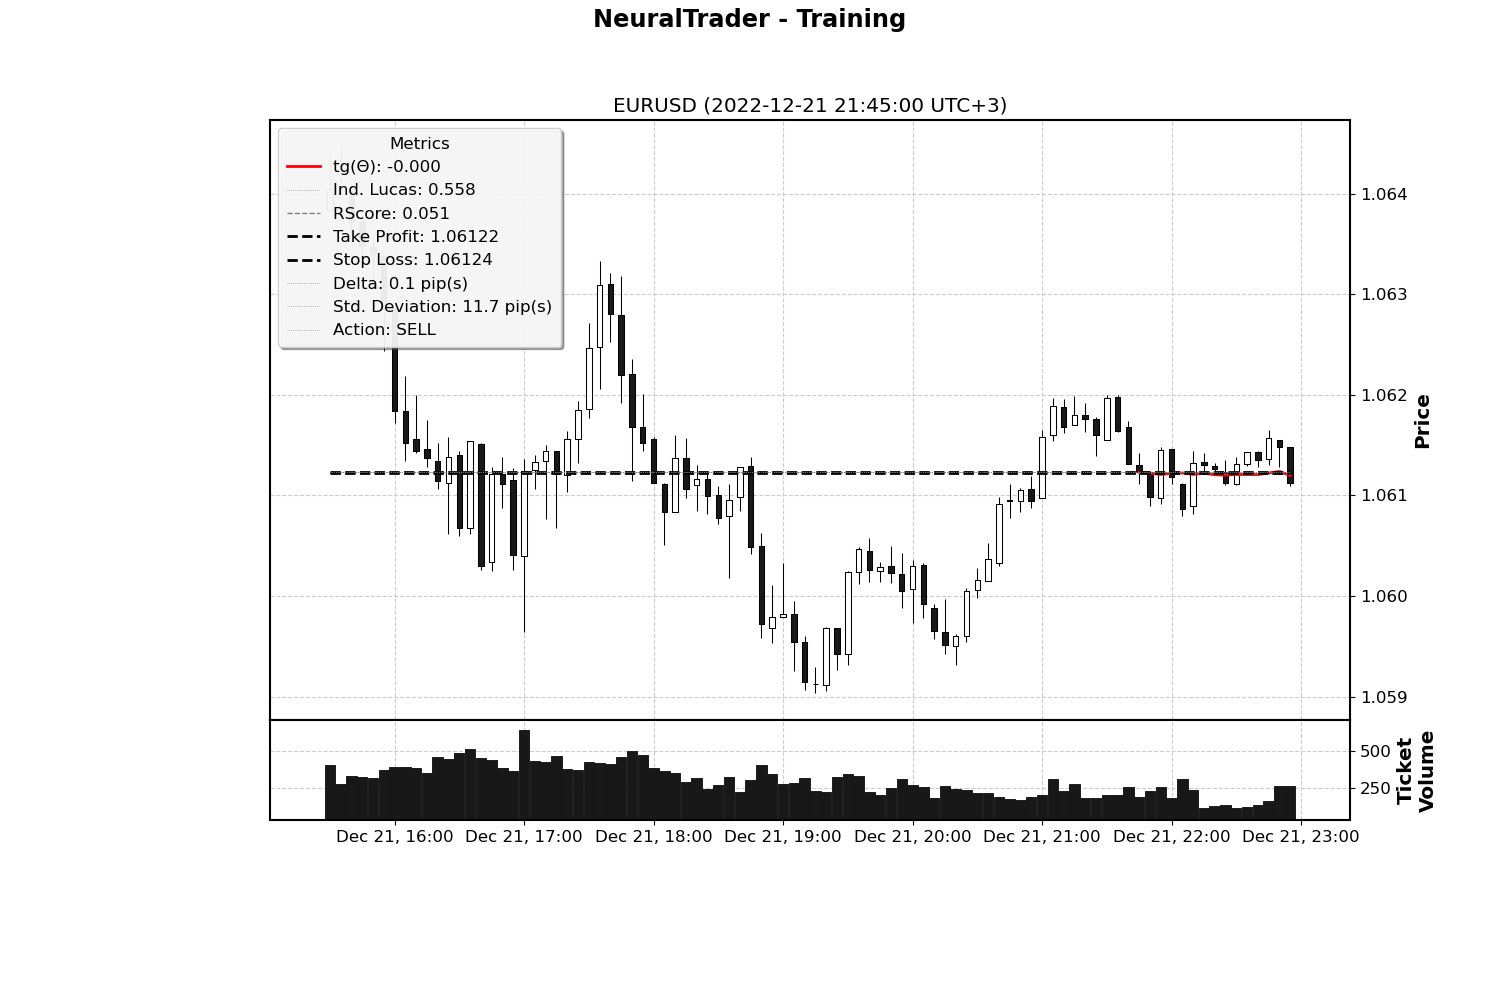 NeuralTrader - Training
EURUSD (2022-12-21 21:45:00 UTC+3)
Metrics
tg(Θ): -0.000
Ind. Lucas: 0.558
RScore: 0.051
Take Profit: 1.06122
Stop Loss: 1.06124
Delta: 0.1 pip(s)
Std. Deviation: 11.7 pip(s)
Action: SELL
1.064
1.063
1.062
1.061
1.060
1.059
Price
500
250
Ticket
Volume
Dec 21, 16:00 Dec 21, 17:00 Dec 21, 18:00 Dec 21, 19:00 Dec 21, 20:00 Dec 21, 21:00 Dec 21, 22:00 Dec 21, 23:00